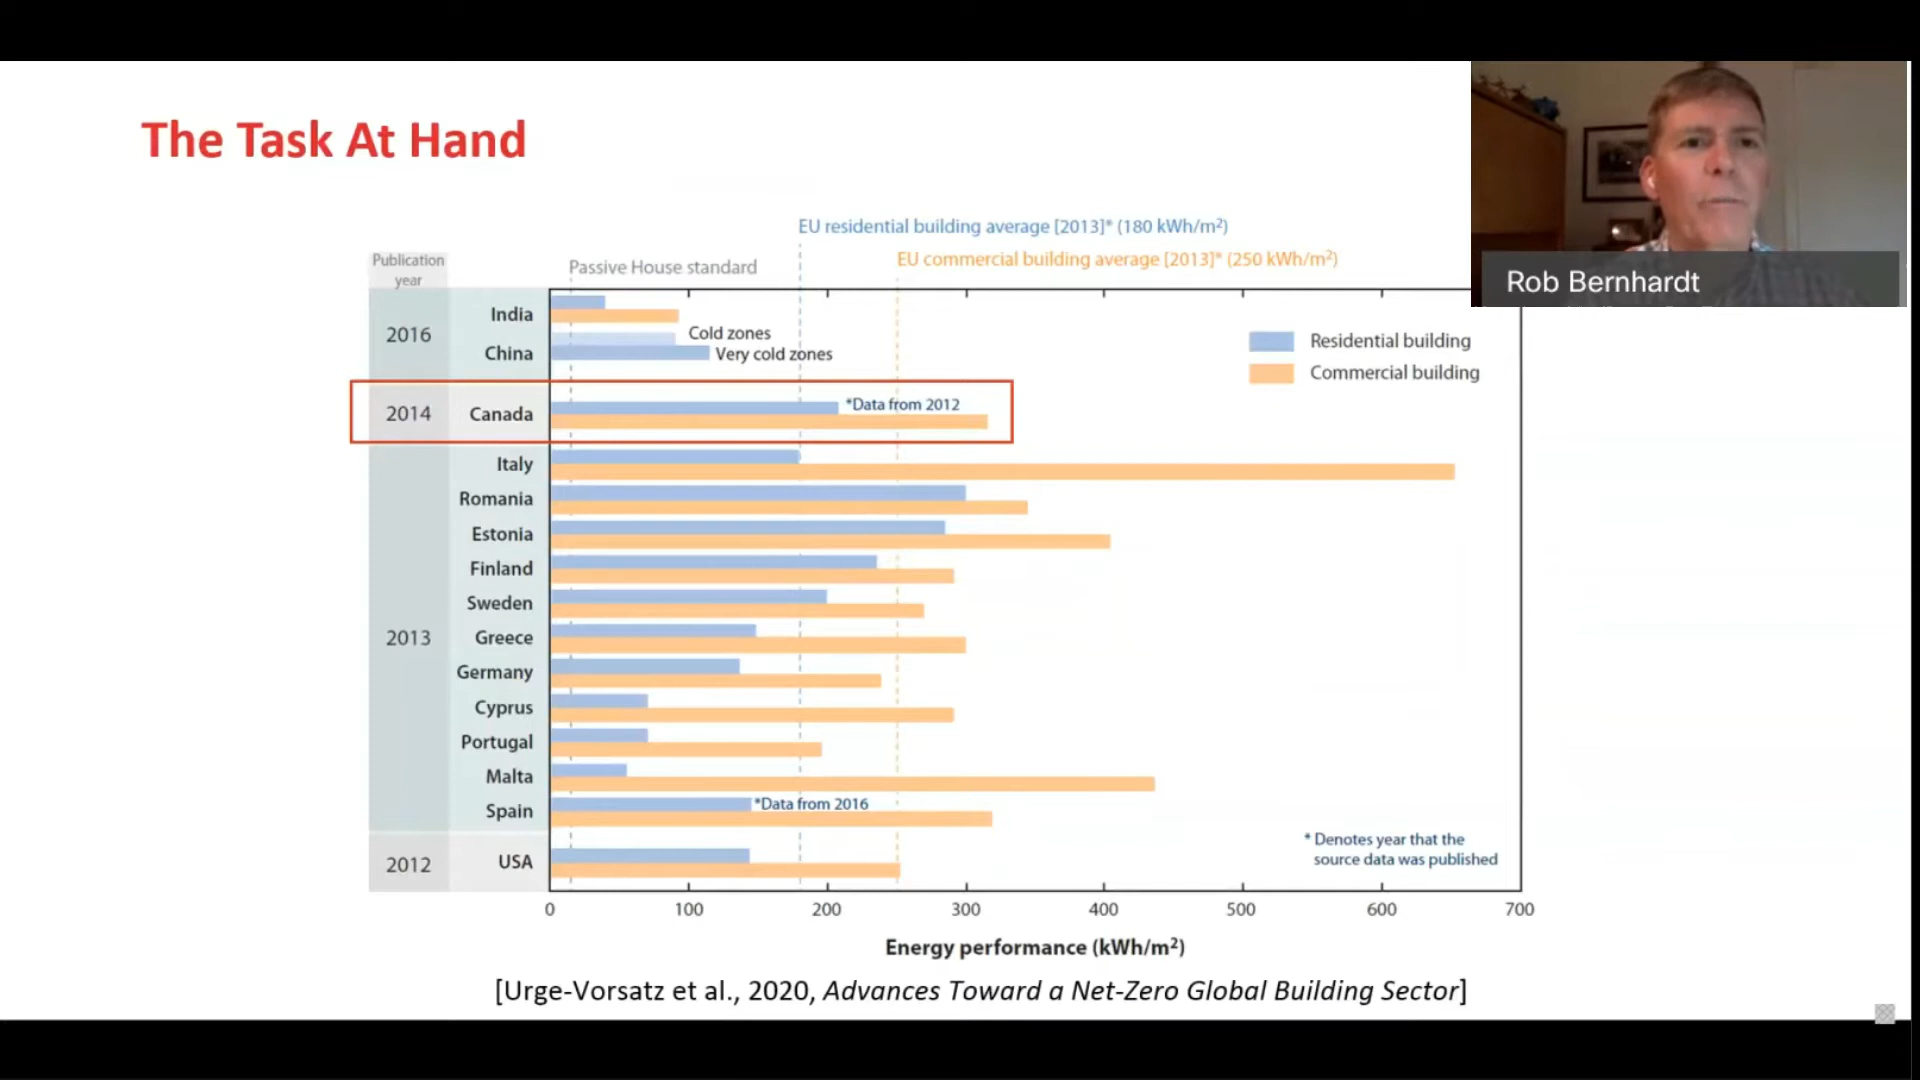 The Task At Hand
Rob Bernhardt
EU residential building average [2013]* (180 kWh/m²)
EU commercial building average [2013]* (250 kWh/m²)
Passive House standard
Publication
year
2016
India
China
Cold zones
Very cold zones
Residential building
Commercial building
2014
Canada
*Data from 2012
2013
Italy
Romania
Estonia
Finland
Sweden
Greece
Germany
Cyprus
Portugal
Malta
Spain
*Data from 2016
2012
USA
* Denotes year that the
source data was published
0 100 200 300 400 500 600 700
Energy performance (kWh/m²)
[Urge-Vorsatz et al., 2020, Advances Toward a Net-Zero Global Building Sector]